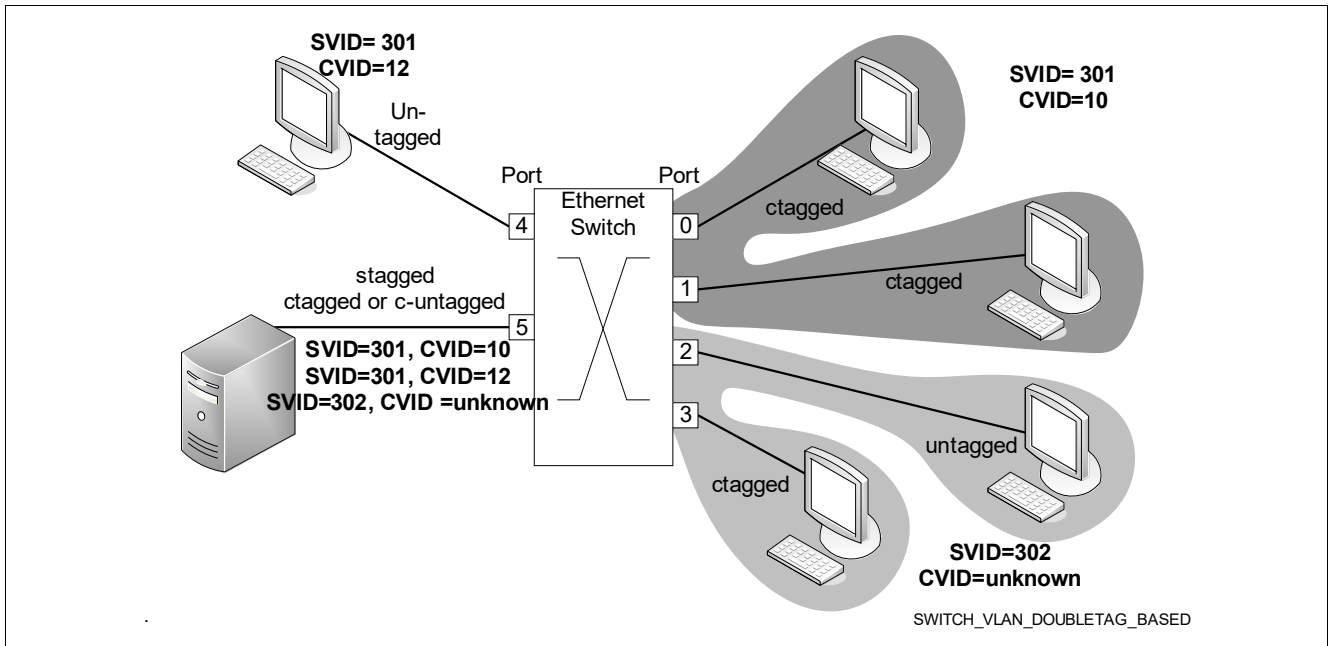 SVID= 301
CVID=12
Un-
tagged
SVID= 301
CVID=10
Port
Port
Ethernet
Switch
4
0
ctagged
stagged
ctagged or c-untagged
5
1
ctagged
SVID=301, CVID=10
SVID=301, CVID=12
SVID=302, CVID =unknown
2
3
untagged
ctagged
SVID=302
CVID=unknown
.
SWITCH_VLAN_DOUBLETAG_BASED